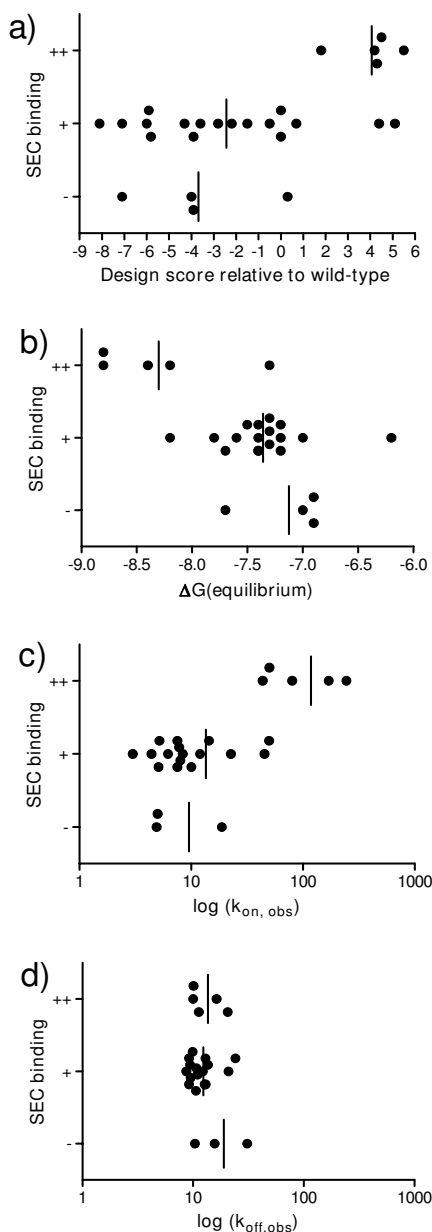 a)
SEC binding
++
+
-
-9 -8 -7 -6 -5 -4 -3 -2 -1 0 1 2 3 4 5 6
Design score relative to wild-type
b)
SEC binding
++
+
-
-9.0 -8.5 -8.0 -7.5 -7.0 -6.5 -6.0
ΔG(equilibrium)
c)
SEC binding
++
+
-
1 10 100 1000
log (kon, obs)
d)
SEC binding
++
+
-
1 10 100 1000
log (koff,obs)